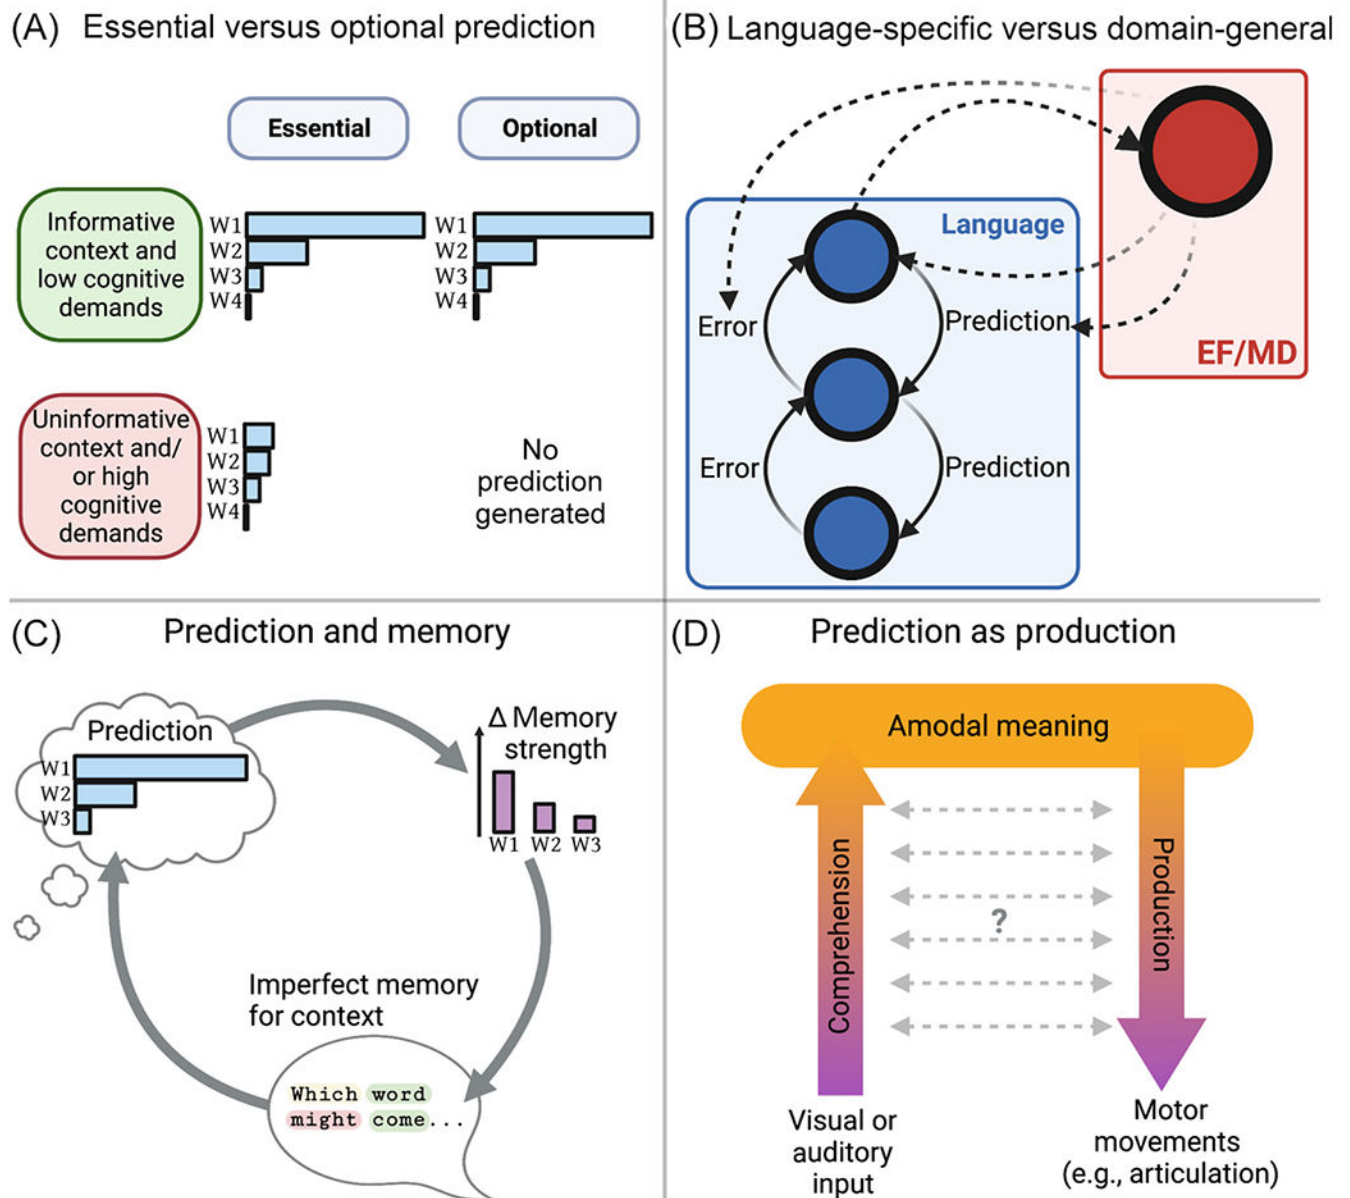 (A) Essential versus optional prediction
Essential
Optional
Informative
context and
low cognitive
demands
W1
W2
W3
W4
W1
W2
W3
W4
Uninformative
context and/
or high
cognitive
demands
W1
W2
W3
W4
No
prediction
generated
(B) Language-specific versus domain-general
Language
Error
Prediction
EF/MD
Error
Prediction
(C) Prediction and memory
Prediction
W1
W2
W3
Δ Memory
strength
W1 W2 W3
Imperfect memory
for context
Which word
might come...
(D) Prediction as production
Amodal meaning
Comprehension
?
Production
Visual or
auditory
input
Motor
movements
(e.g., articulation)